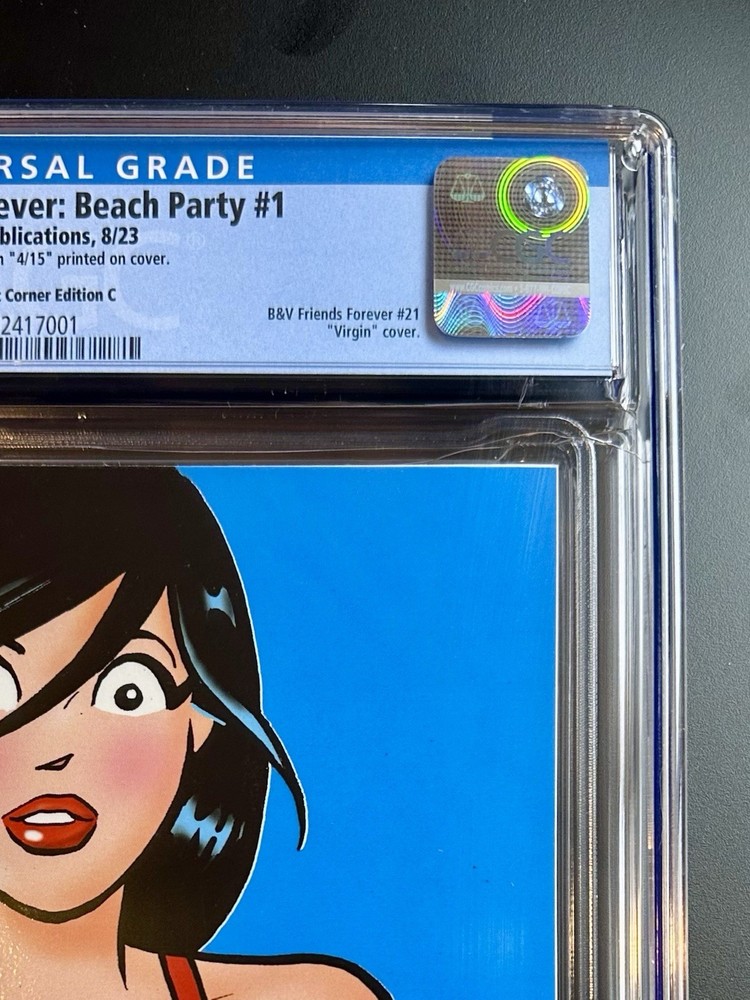 RSAL GRADE
ever: Beach Party #1
blications, 8/23
n "4/15" printed on cover.
Corner Edition C
2417001
B&V Friends Forever #21
"Virgin" cover.
CGC